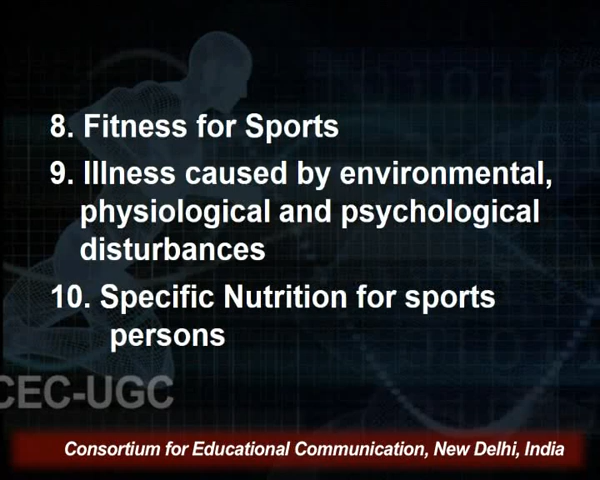 8. Fitness for Sports
9. Illness caused by environmental,
physiological and psychological
disturbances
10. Specific Nutrition for sports
persons
CEC-UGC
Consortium for Educational Communication, New Delhi, India